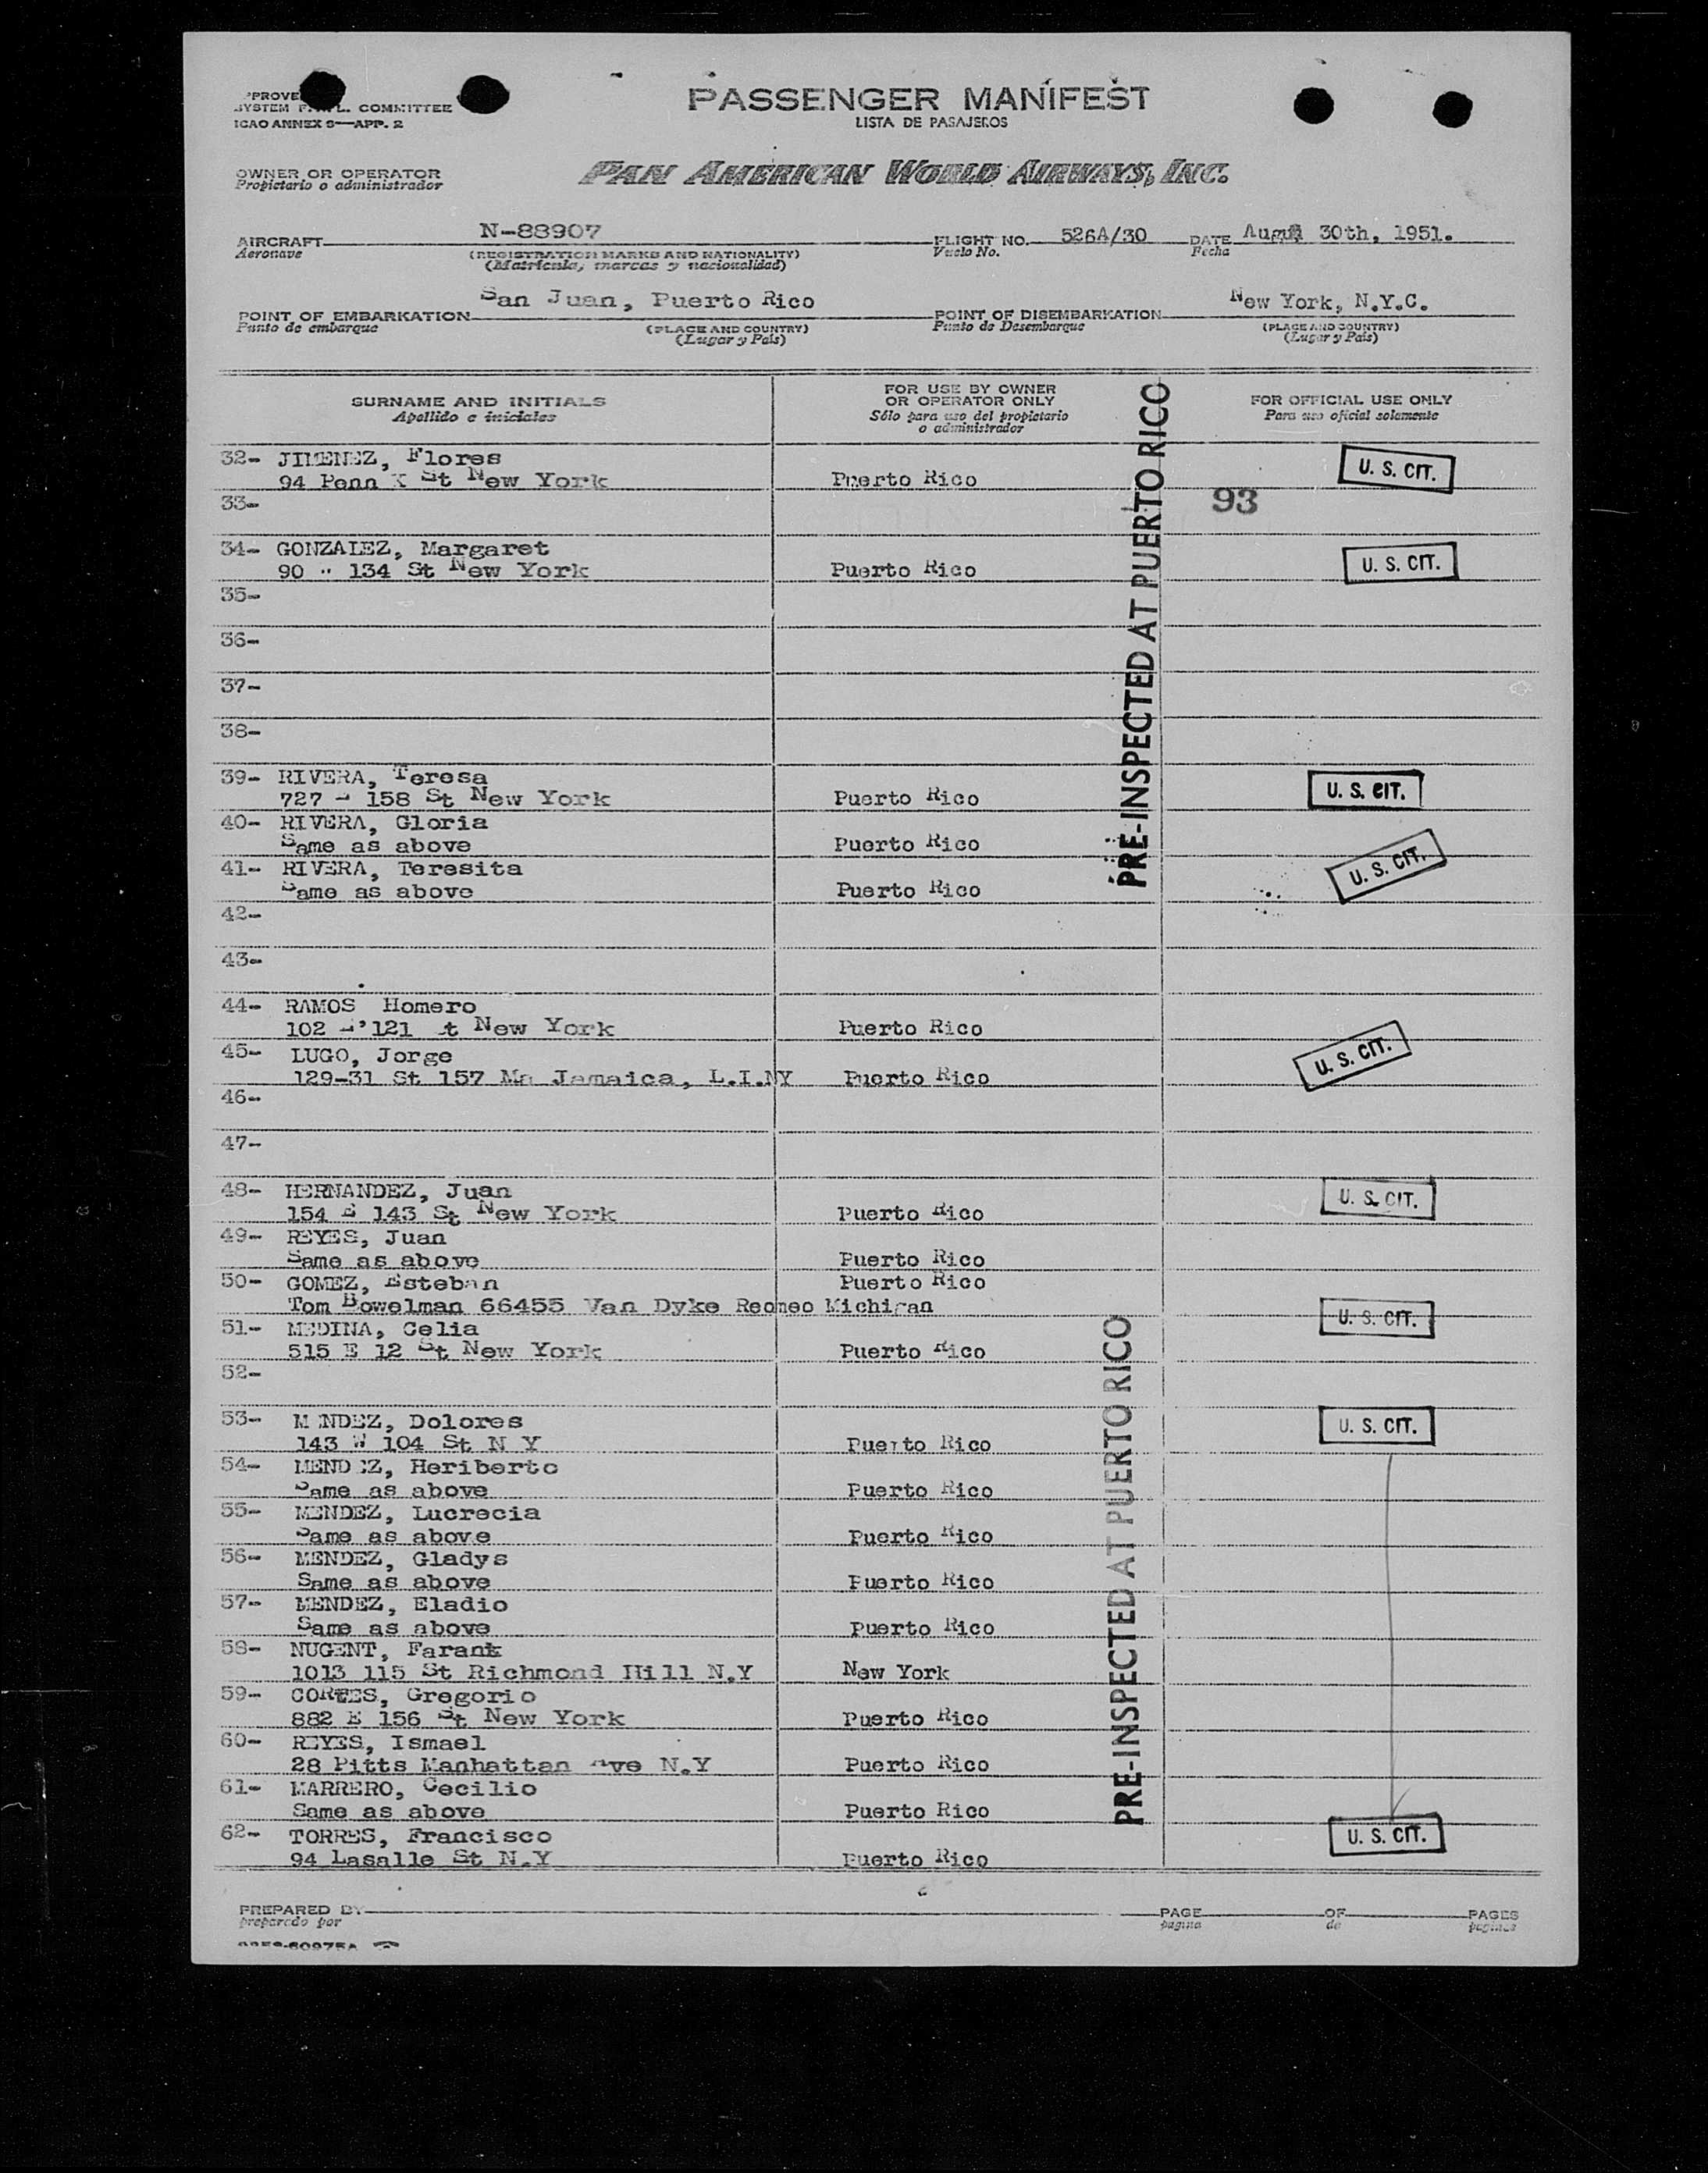 PASSENGER MANIFEST
LISTA DE PASAJEROS
SYSTEM COMMITTEE
ICAO ANNEX 9—APP. 2
OWNER OR OPERATOR
Propietario o administrador
PAN AMERICAN WORLD AIRWAYS, INC.
AIRCRAFT N-88907 FLIGHT NO. 526A/30 DATE 30th, 1951.
Aeronave (REGISTRATION MARKS AND NATIONALITY) Vuelo No. Fecha
(Matrícula, marcas y nacionalidad)
POINT OF EMBARKATION San Juan, Puerto Rico POINT OF DISEMBARKATION New York, N.Y.C.
Punto de embarque (PLACE AND COUNTRY) Punto de Desembarque (PLACE AND COUNTRY)
(Lugar y País) (Lugar y País)
SURNAME AND INITIALS
Apellido e iniciales
FOR USE BY OWNER
OR OPERATOR ONLY
Sólo para uso del propietario
o administrador
FOR OFFICIAL USE ONLY
Para uso oficial solamente
PRE-INSPECTED AT PUERTO RICO
32- JIMENEZ, Flores
94 Penn St New York Puerto Rico U. S. CIT.
33- 93
34- GONZALEZ, Margaret
90 134 St New York Puerto Rico U. S. CIT.
35-
36-
37-
38-
39- RIVERA, Teresa
727 158 St New York Puerto Rico U. S. CIT.
40- RIVERA, Gloria
Same as above Puerto Rico
41- RIVERA, Teresita U. S. CIT.
Same as above Puerto Rico
42-
43-
44- RAMOS Homero
102 121 New York Puerto Rico
45- LUGO, Jorge U. S. CIT.
129-31 St 157 Jamaica, L.I.NY Puerto Rico
46-
47-
48- HERNANDEZ, Juan U. S. CIT.
154 E 143 St New York Puerto Rico
49- REYES, Juan
Same as above Puerto Rico
50- GOMEZ, Esteban Puerto Rico
Tom Bowelman 66455 Van Dyke Reomeo Michigan U. S. CIT.
51- MEDINA, Celia
515 E 12 St New York Puerto Rico
52-
PRE-INSPECTED AT PUERTO RICO
53- MENDEZ, Dolores U. S. CIT.
143 W 104 St N Y Puerto Rico
54- MENDEZ, Heriberto
Same as above Puerto Rico
55- MENDEZ, Lucrecia
Same as above Puerto Rico
56- MENDEZ, Gladys
Same as above Puerto Rico
57- MENDEZ, Eladio
Same as above Puerto Rico
58- NUGENT, Farank
1013 115 St Richmond Hill N.Y New York
59- CORTES, Gregorio
882 E 156 St New York Puerto Rico
60- REYES, Ismael
28 Pitts Manhattan Ave N.Y Puerto Rico
61- MARRERO, Cecilio
Same as above Puerto Rico
62- TORRES, Francisco U. S. CIT.
94 Lasalle St N.Y Puerto Rico
PREPARED BY PAGE OF PAGES
preparado por pagina de paginas